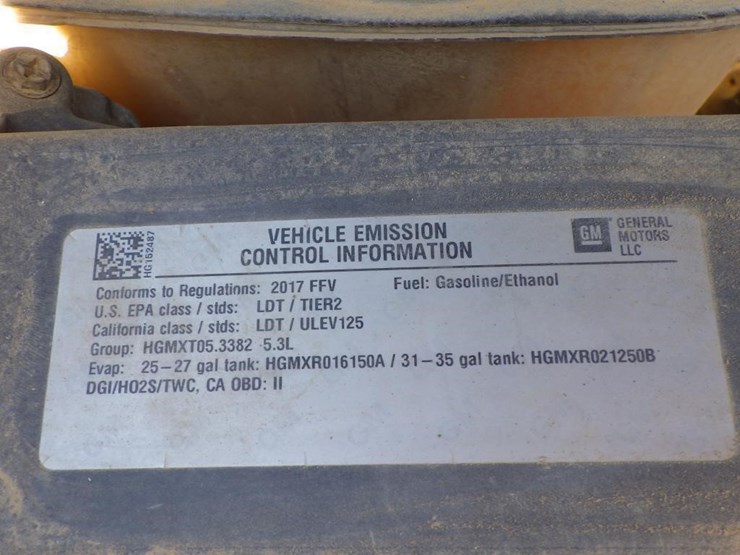 VEHICLE EMISSION
CONTROL INFORMATION
GM
GENERAL
MOTORS
LLC
HC152487
Conforms to Regulations: 2017 FFV Fuel: Gasoline/Ethanol
U.S. EPA class / stds: LDT / TIER2
California class / stds: LDT / ULEV125
Group: HGMXT05.3382 5.3L
Evap: 25-27 gal tank: HGMXR016150A / 31-35 gal tank: HGMXR021250B
DGI/HO2S/TWC, CA OBD: II